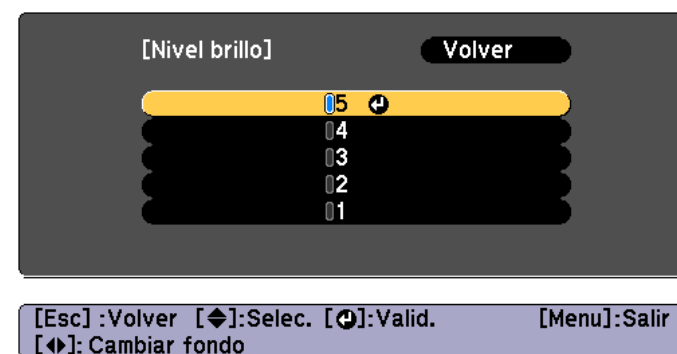 [Nivel brillo] Volver
5
4
3
2
1
[Esc] :Volver [◆]:Selec. [↵]:Valid. [Menu]:Salir
[◆]: Cambiar fondo